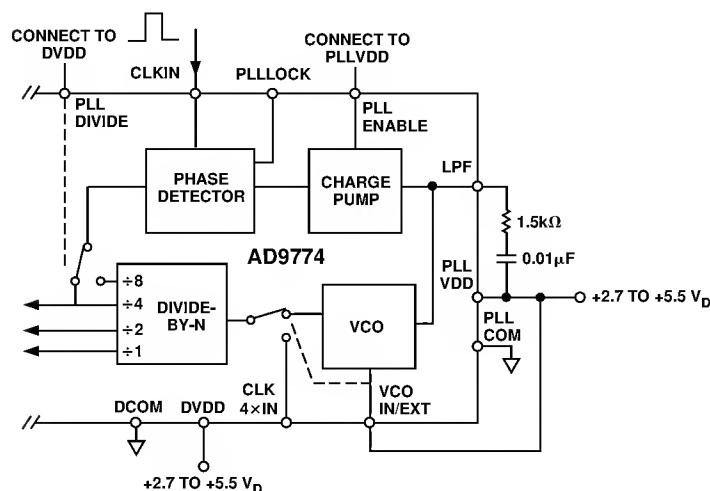 CONNECT TO
DVDD
CLKIN
PLLLOCK
CONNECT TO
PLLVDD
PLL
DIVIDE
PLL
ENABLE
LPF
PHASE
DETECTOR
CHARGE
PUMP
1.5kΩ
0.01µF
AD9774
PLL
VDD
+2.7 TO +5.5 V_D
÷8
÷4
÷2
÷1
DIVIDE-
BY-N
VCO
PLL
COM
DCOM
DVDD
CLK
4×IN
VCO
IN/EXT
+2.7 TO +5.5 V_D